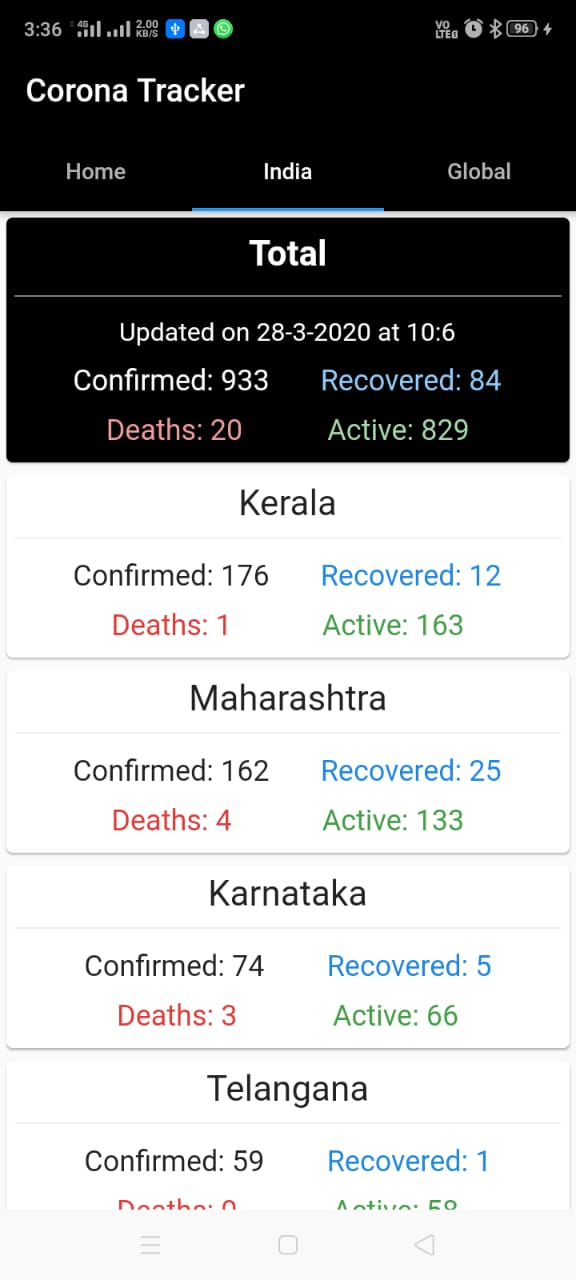 3:36 4G 2.00 KB/S VO LTE 96
Corona Tracker
Home India Global
Total
Updated on 28-3-2020 at 10:6
Confirmed: 933 Recovered: 84
Deaths: 20 Active: 829
Kerala
Confirmed: 176 Recovered: 12
Deaths: 1 Active: 163
Maharashtra
Confirmed: 162 Recovered: 25
Deaths: 4 Active: 133
Karnataka
Confirmed: 74 Recovered: 5
Deaths: 3 Active: 66
Telangana
Confirmed: 59 Recovered: 1
Deaths: 0 Active: 58